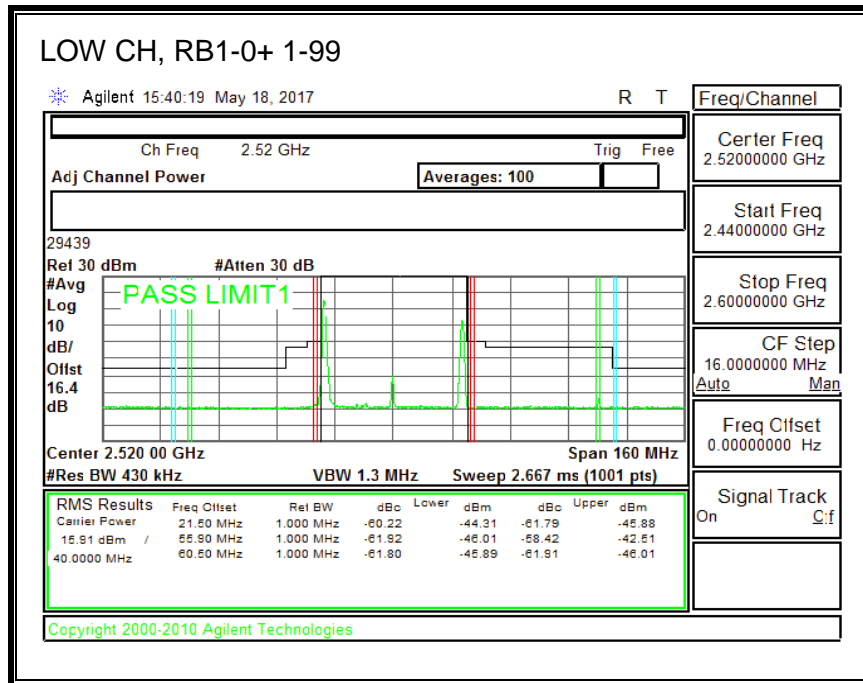 LOW CH, RB1-0+ 1-99
Agilent 15:40:19 May 18, 2017 R T
Freq/Channel
Ch Freq 2.52 GHz Trig Free
Adj Channel Power Averages: 100
Center Freq
2.52000000 GHz
Start Freq
2.44000000 GHz
Stop Freq
2.60000000 GHz
CF Step
16.0000000 MHz
Auto Man
Freq Offset
0.00000000 Hz
Signal Track
On Off
29439
Ref 30 dBm #Atten 30 dB
#Avg
Log
10
dB/
Offst
16.4
dB
PASS LIMIT1
Center 2.520 00 GHz Span 160 MHz
#Res BW 430 kHz VBW 1.3 MHz Sweep 2.667 ms (1001 pts)
RMS Results Freq Offset Ref BW dBc Lower dBm dBc Upper dBm
Carrier Power 21.50 MHz 1.000 MHz -60.22 -44.31 -61.79 -45.88
15.91 dBm / 55.90 MHz 1.000 MHz -61.92 -46.01 -58.42 -42.51
40.0000 MHz 60.50 MHz 1.000 MHz -61.80 -45.89 -61.91 -46.01
Copyright 2000-2010 Agilent Technologies